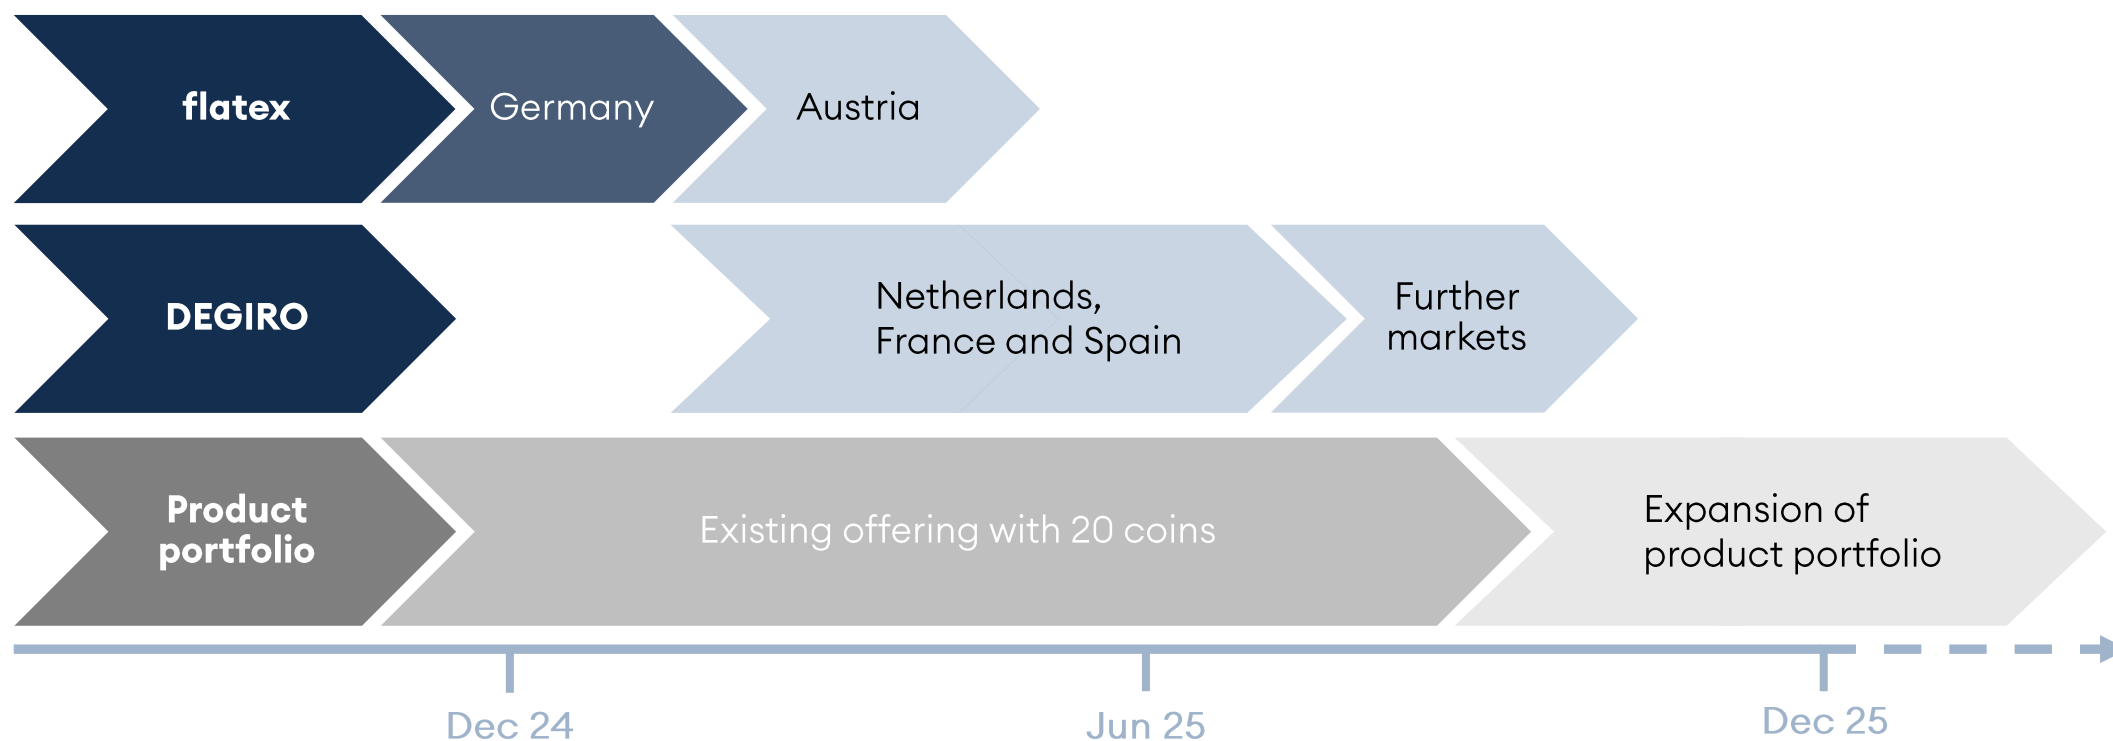 flatex
Germany
Austria
DEGIRO
Netherlands,
France and Spain
Further
markets
Product
portfolio
Existing offering with 20 coins
Expansion of
product portfolio
Dec 24
Jun 25
Dec 25